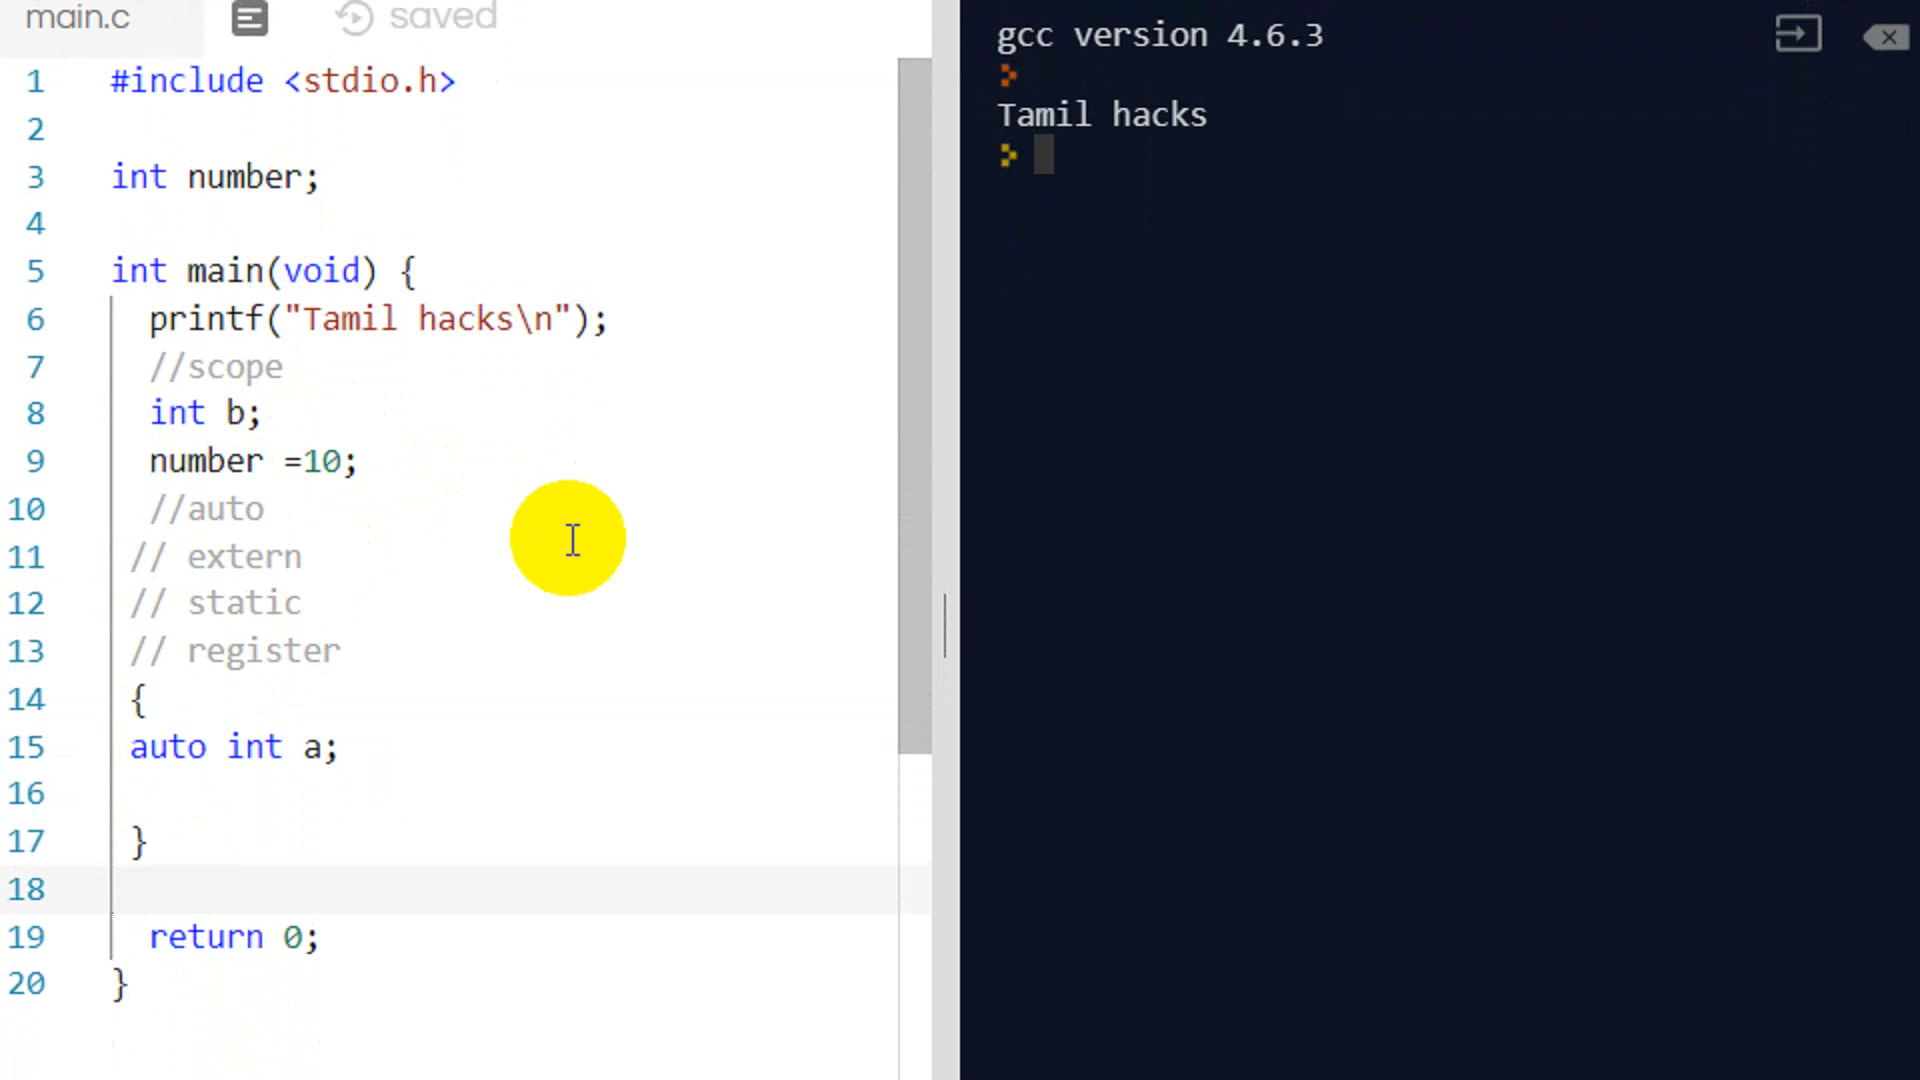 main.c saved
1 #include <stdio.h>
2
3 int number;
4
5 int main(void) {
6 printf("Tamil hacks\n");
7 //scope
8 int b;
9 number =10;
10 //auto
11 // extern
12 // static
13 // register
14 {
15 auto int a;
16
17 }
18
19 return 0;
20 }
gcc version 4.6.3
Tamil hacks